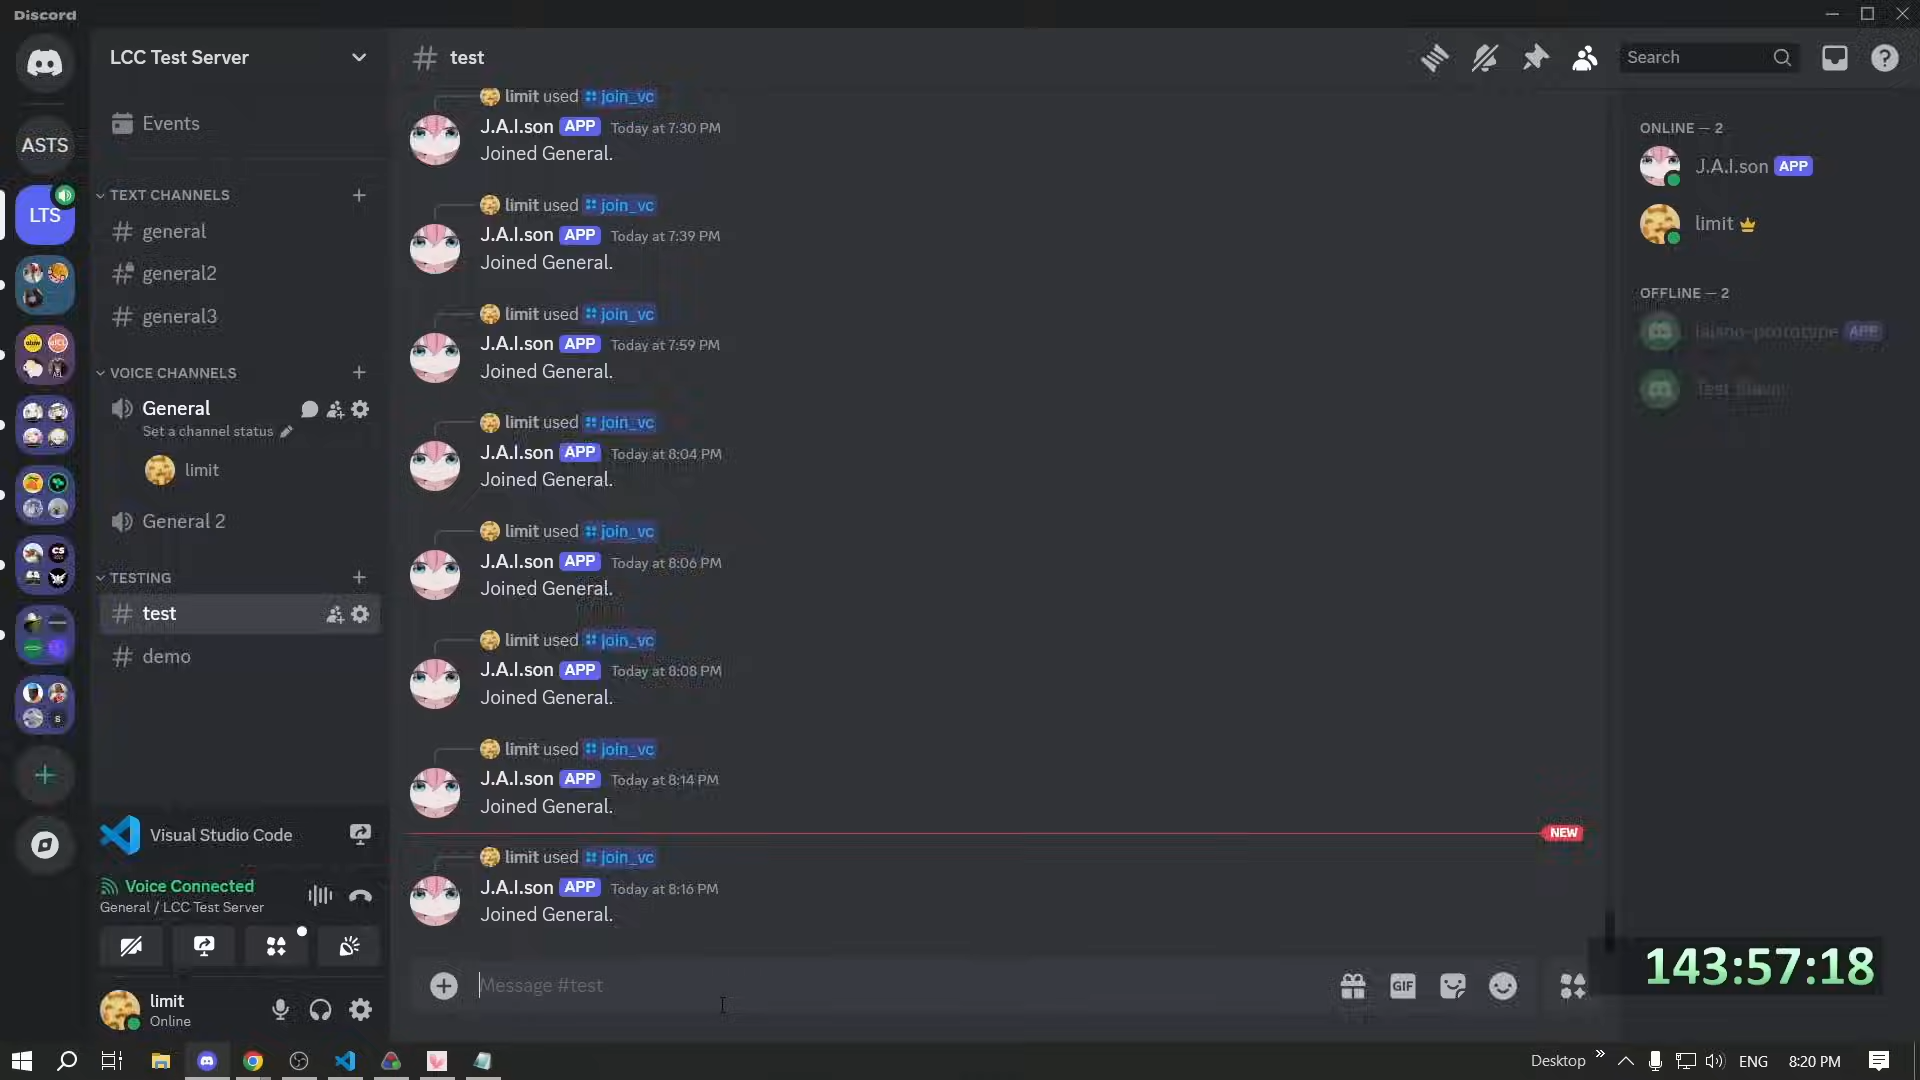 Discord
LCC Test Server
test
Search
Events
ASTS
LTS
TEXT CHANNELS
general
general2
general3
VOICE CHANNELS
General
Set a channel status
limit
General 2
TESTING
test
demo
Visual Studio Code
Voice Connected
General / LCC Test Server
limit
Online
limit used join_vc
J.A.I.son APP Today at 7:30 PM
Joined General.
limit used join_vc
J.A.I.son APP Today at 7:39 PM
Joined General.
limit used join_vc
J.A.I.son APP Today at 7:59 PM
Joined General.
limit used join_vc
J.A.I.son APP Today at 8:04 PM
Joined General.
limit used join_vc
J.A.I.son APP Today at 8:06 PM
Joined General.
limit used join_vc
J.A.I.son APP Today at 8:08 PM
Joined General.
limit used join_vc
J.A.I.son APP Today at 8:14 PM
Joined General.
NEW
limit used join_vc
J.A.I.son APP Today at 8:16 PM
Joined General.
Message #test
GIF
ONLINE — 2
J.A.I.son APP
limit
OFFLINE — 2
jaison-prototype APP
143:57:18
Desktop
ENG
8:20 PM